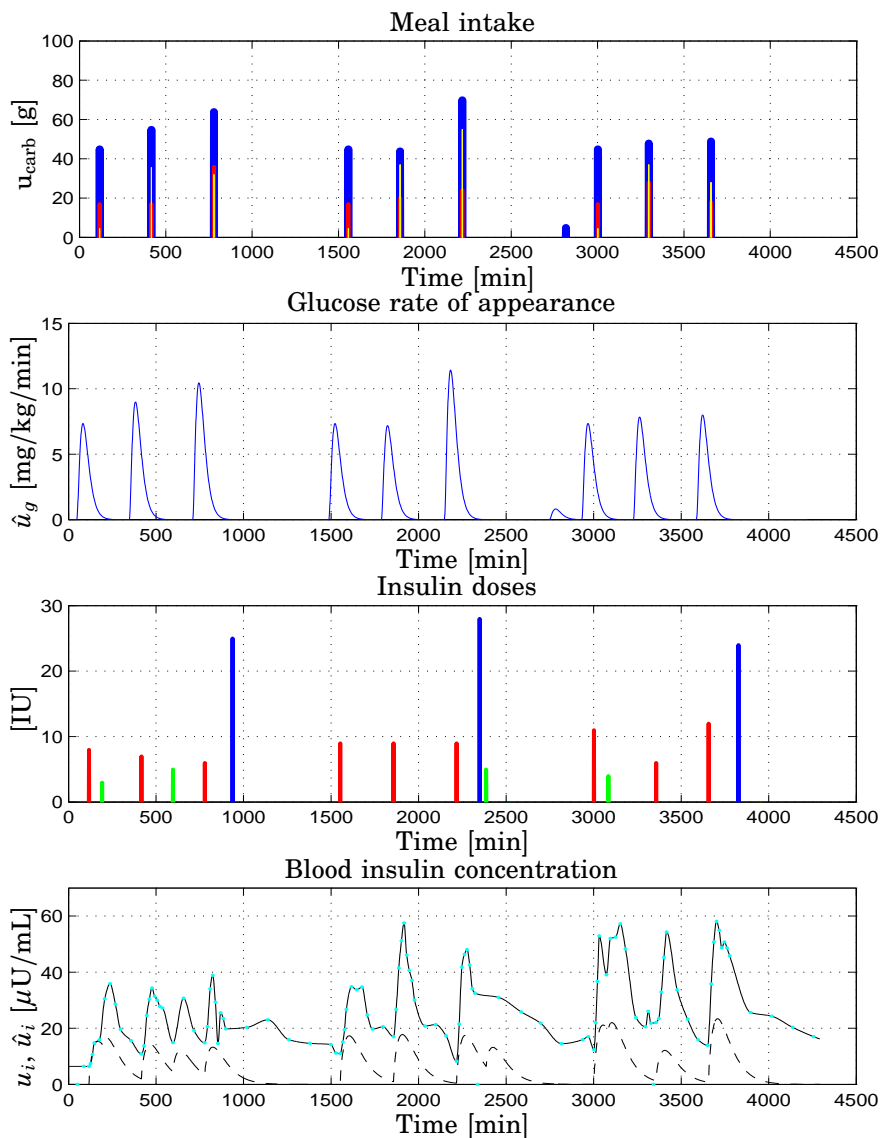 Meal intake
u_carb [g]
100
80
60
40
20
0
0 500 1000 1500 2000 2500 3000 3500 4000 4500
Time [min]
Glucose rate of appearance
û_g [mg/kg/min]
15
10
5
0
0 500 1000 1500 2000 2500 3000 3500 4000 4500
Time [min]
Insulin doses
[IU]
30
20
10
0
0 500 1000 1500 2000 2500 3000 3500 4000 4500
Time [min]
Blood insulin concentration
u_i, û_i [μU/mL]
60
40
20
0
0 500 1000 1500 2000 2500 3000 3500 4000 4500
Time [min]